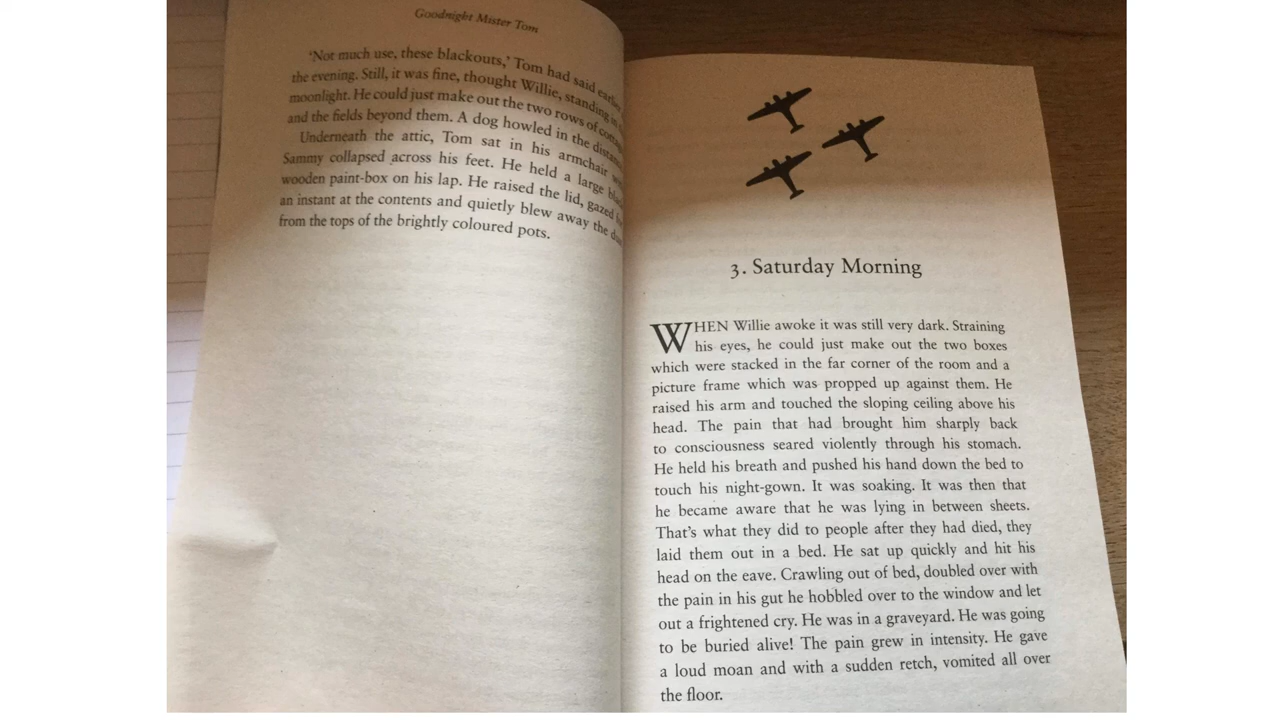 Goodnight Mister Tom
‘Not much use, these blackouts,’ Tom had said
the evening. Still, it was fine, thought Willie, standing in
moonlight. He could just make out the two rows of
and the fields beyond them. A dog howled in the
Underneath the attic, Tom sat in his armchair
Sammy collapsed across his feet. He held a large
wooden paint-box on his lap. He raised the lid, gazed
an instant at the contents and quietly blew away the
from the tops of the brightly coloured pots.
3. Saturday Morning
WHEN Willie awoke it was still very dark. Straining
his eyes, he could just make out the two boxes
which were stacked in the far corner of the room and a
picture frame which was propped up against them. He
raised his arm and touched the sloping ceiling above his
head. The pain that had brought him sharply back
to consciousness seared violently through his stomach.
He held his breath and pushed his hand down the bed to
touch his night-gown. It was soaking. It was then that
he became aware that he was lying in between sheets.
That’s what they did to people after they had died, they
laid them out in a bed. He sat up quickly and hit his
head on the eave. Crawling out of bed, doubled over with
the pain in his gut he hobbled over to the window and let
out a frightened cry. He was in a graveyard. He was going
to be buried alive! The pain grew in intensity. He gave
a loud moan and with a sudden retch, vomited all over
the floor.